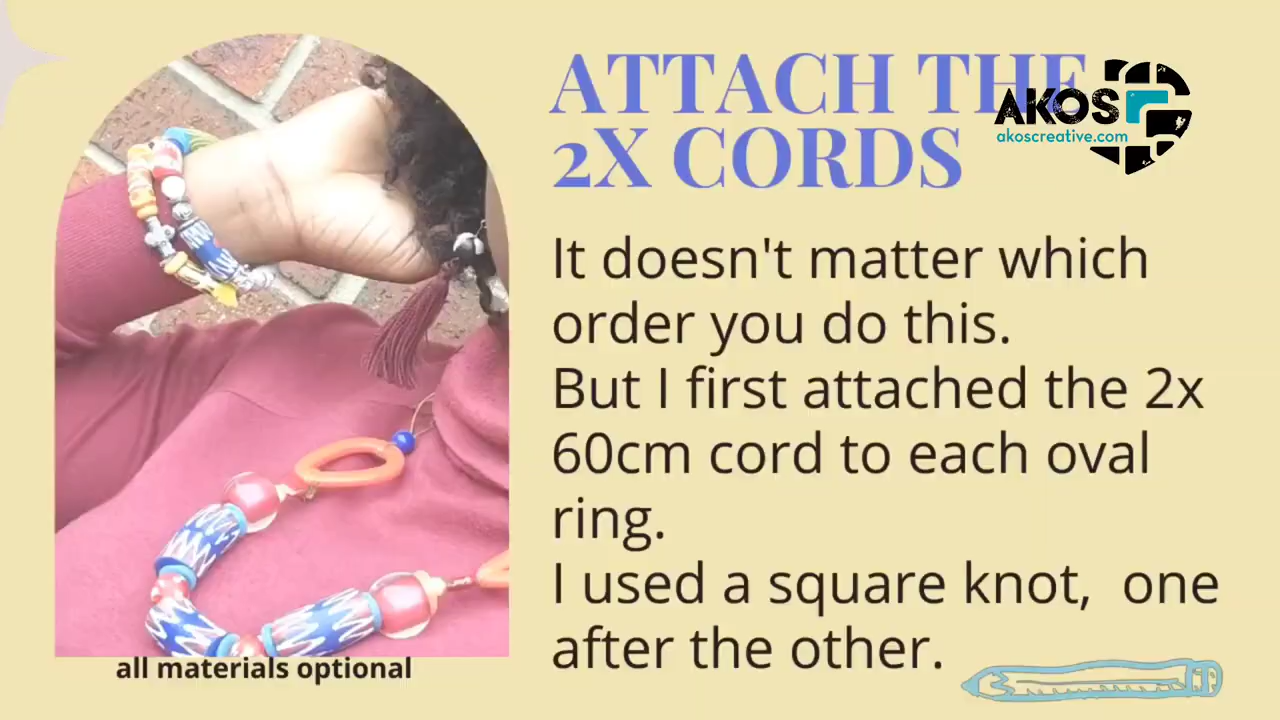 ATTACH THE
2X CORDS
AKOS
akoscreative.com
It doesn't matter which
order you do this.
But I first attached the 2x
60cm cord to each oval
ring.
I used a square knot,  one
after the other.
all materials optional